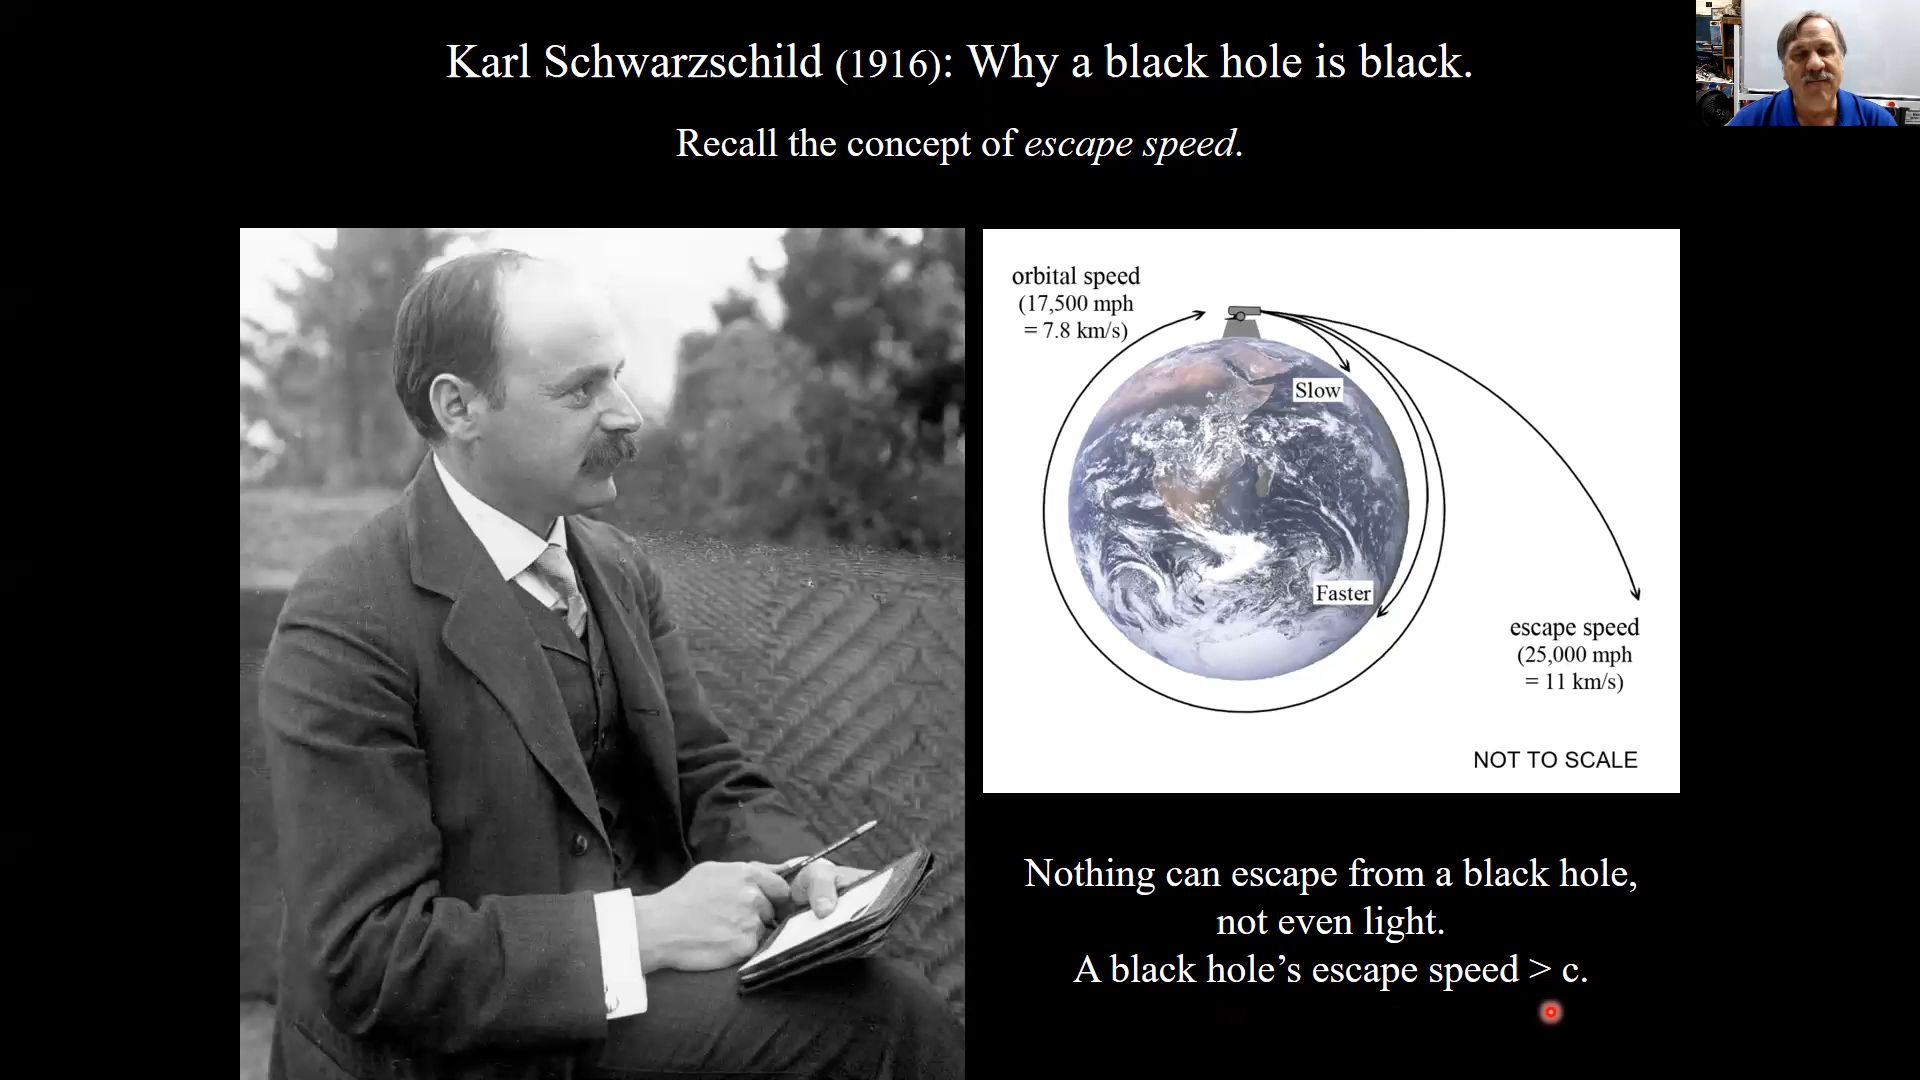 Karl Schwarzschild (1916): Why a black hole is black.
Recall the concept of escape speed.
orbital speed
(17,500 mph
= 7.8 km/s)
Slow
Faster
escape speed
(25,000 mph
= 11 km/s)
NOT TO SCALE
Nothing can escape from a black hole,
not even light.
A black hole’s escape speed > c.